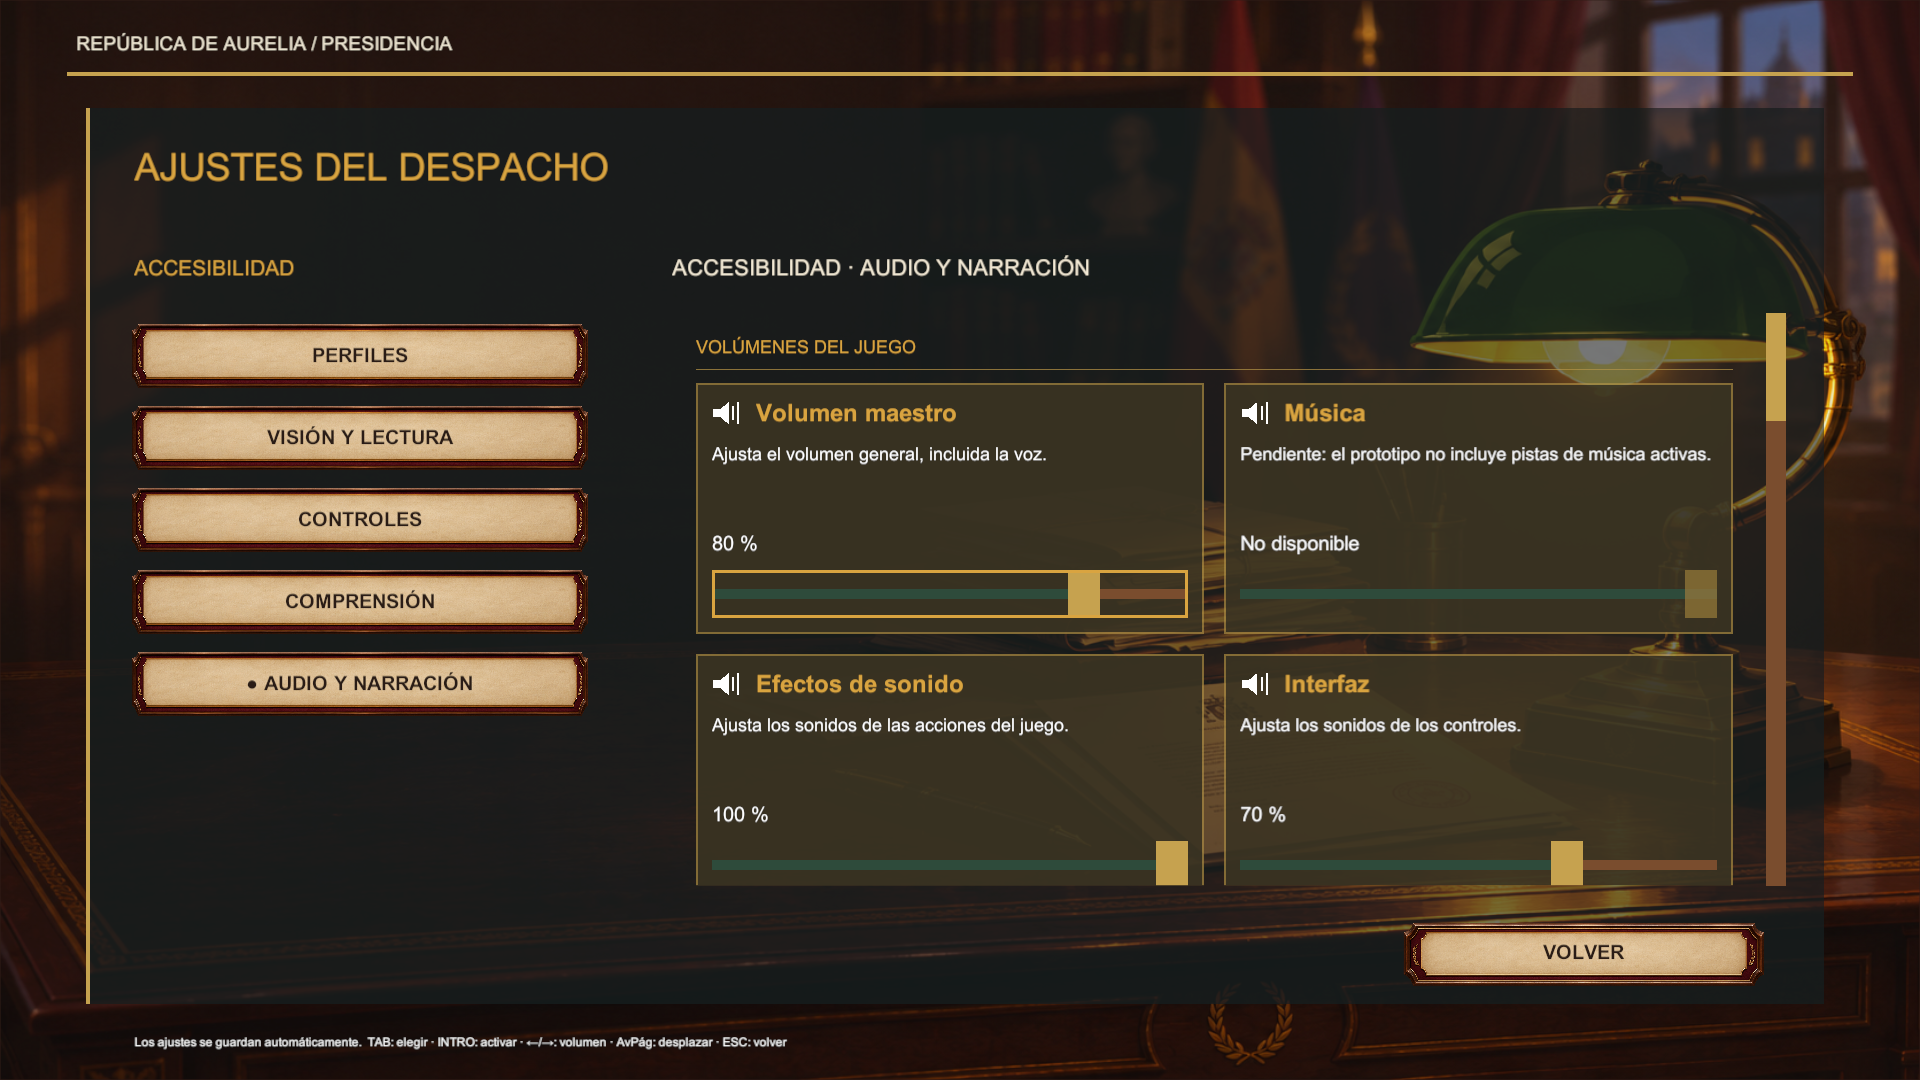 REPÚBLICA DE AURELIA / PRESIDENCIA
AJUSTES DEL DESPACHO
ACCESIBILIDAD
PERFILES
VISIÓN Y LECTURA
CONTROLES
COMPRENSIÓN
• AUDIO Y NARRACIÓN
ACCESIBILIDAD · AUDIO Y NARRACIÓN
VOLÚMENES DEL JUEGO
Volumen maestro
Ajusta el volumen general, incluida la voz.
80 %
Música
Pendiente: el prototipo no incluye pistas de música activas.
No disponible
Efectos de sonido
Ajusta los sonidos de las acciones del juego.
100 %
Interfaz
Ajusta los sonidos de los controles.
70 %
VOLVER
Los ajustes se guardan automáticamente. TAB: elegir · INTRO: activar · ←/→: volumen · AvPág: desplazar · ESC: volver